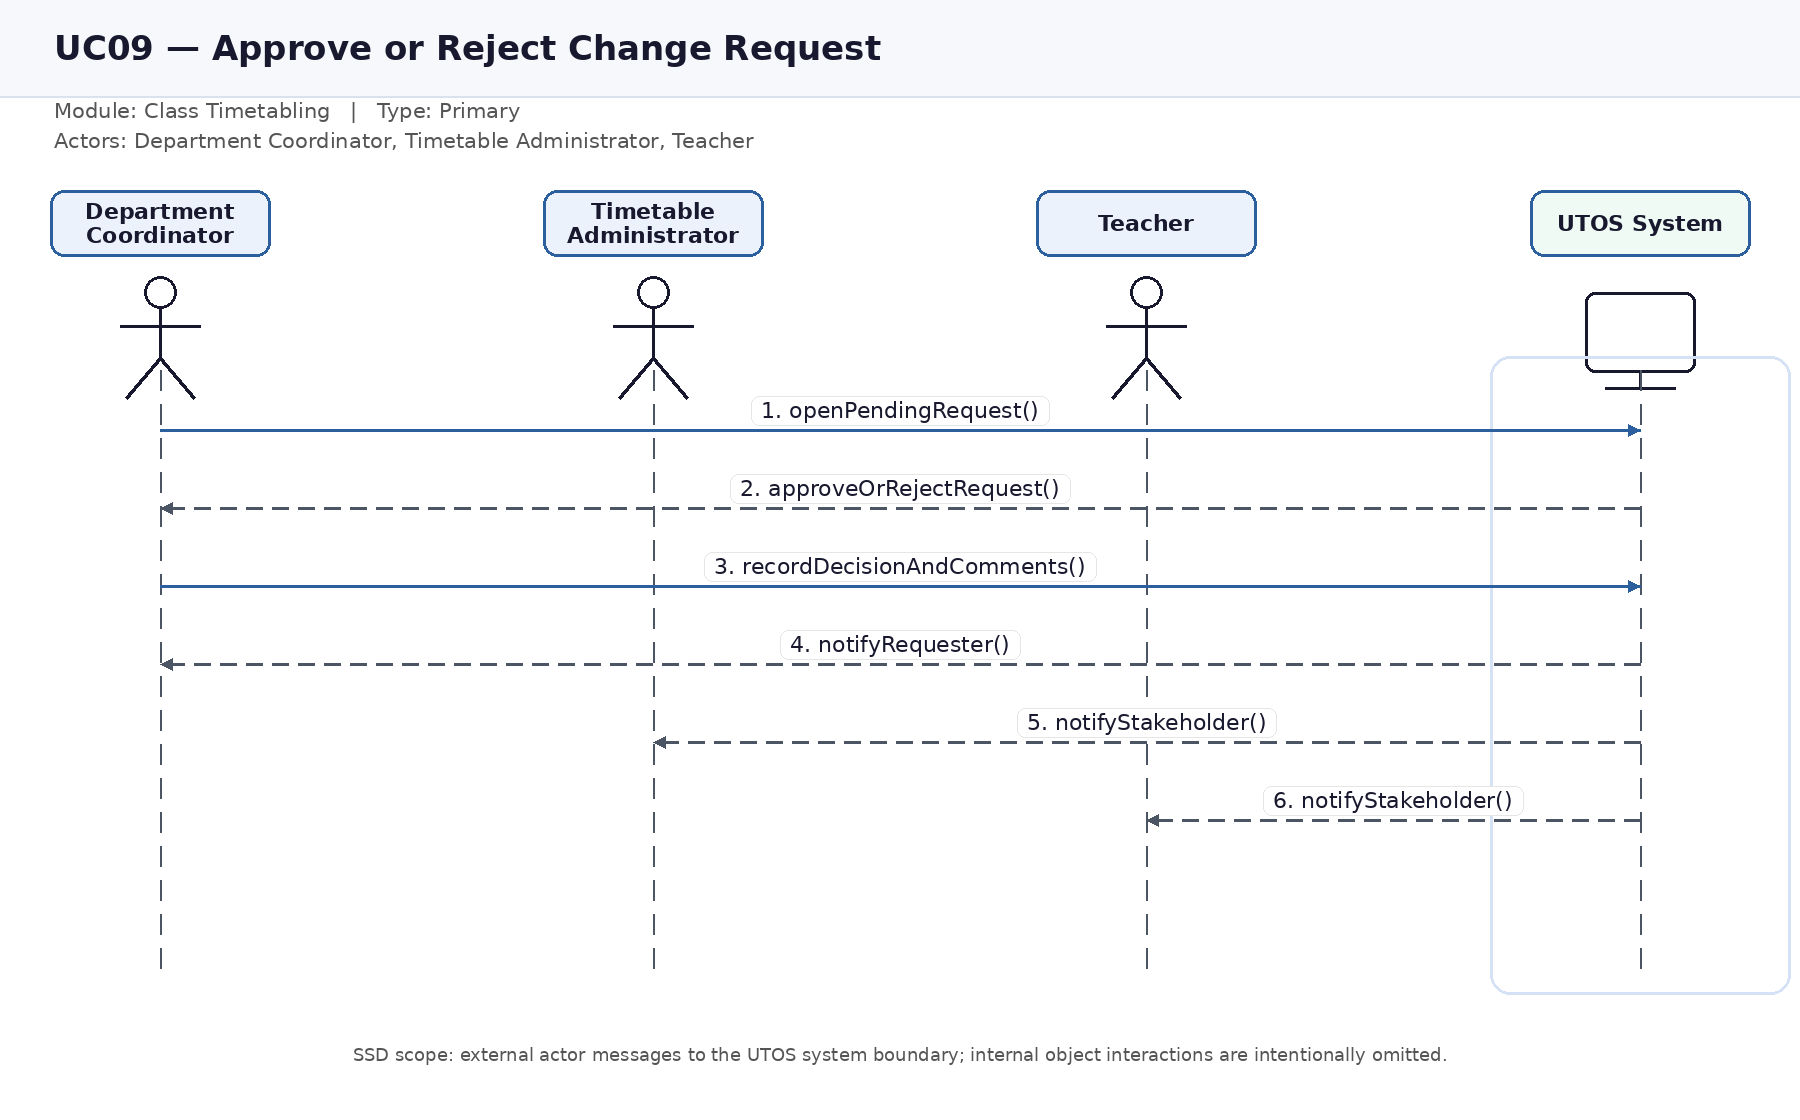 UC09 — Approve or Reject Change Request
Module: Class Timetabling | Type: Primary
Actors: Department Coordinator, Timetable Administrator, Teacher
Department
Coordinator
Timetable
Administrator
Teacher
UTOS System
1. openPendingRequest()
2. approveOrRejectRequest()
3. recordDecisionAndComments()
4. notifyRequester()
5. notifyStakeholder()
6. notifyStakeholder()
SSD scope: external actor messages to the UTOS system boundary; internal object interactions are intentionally omitted.